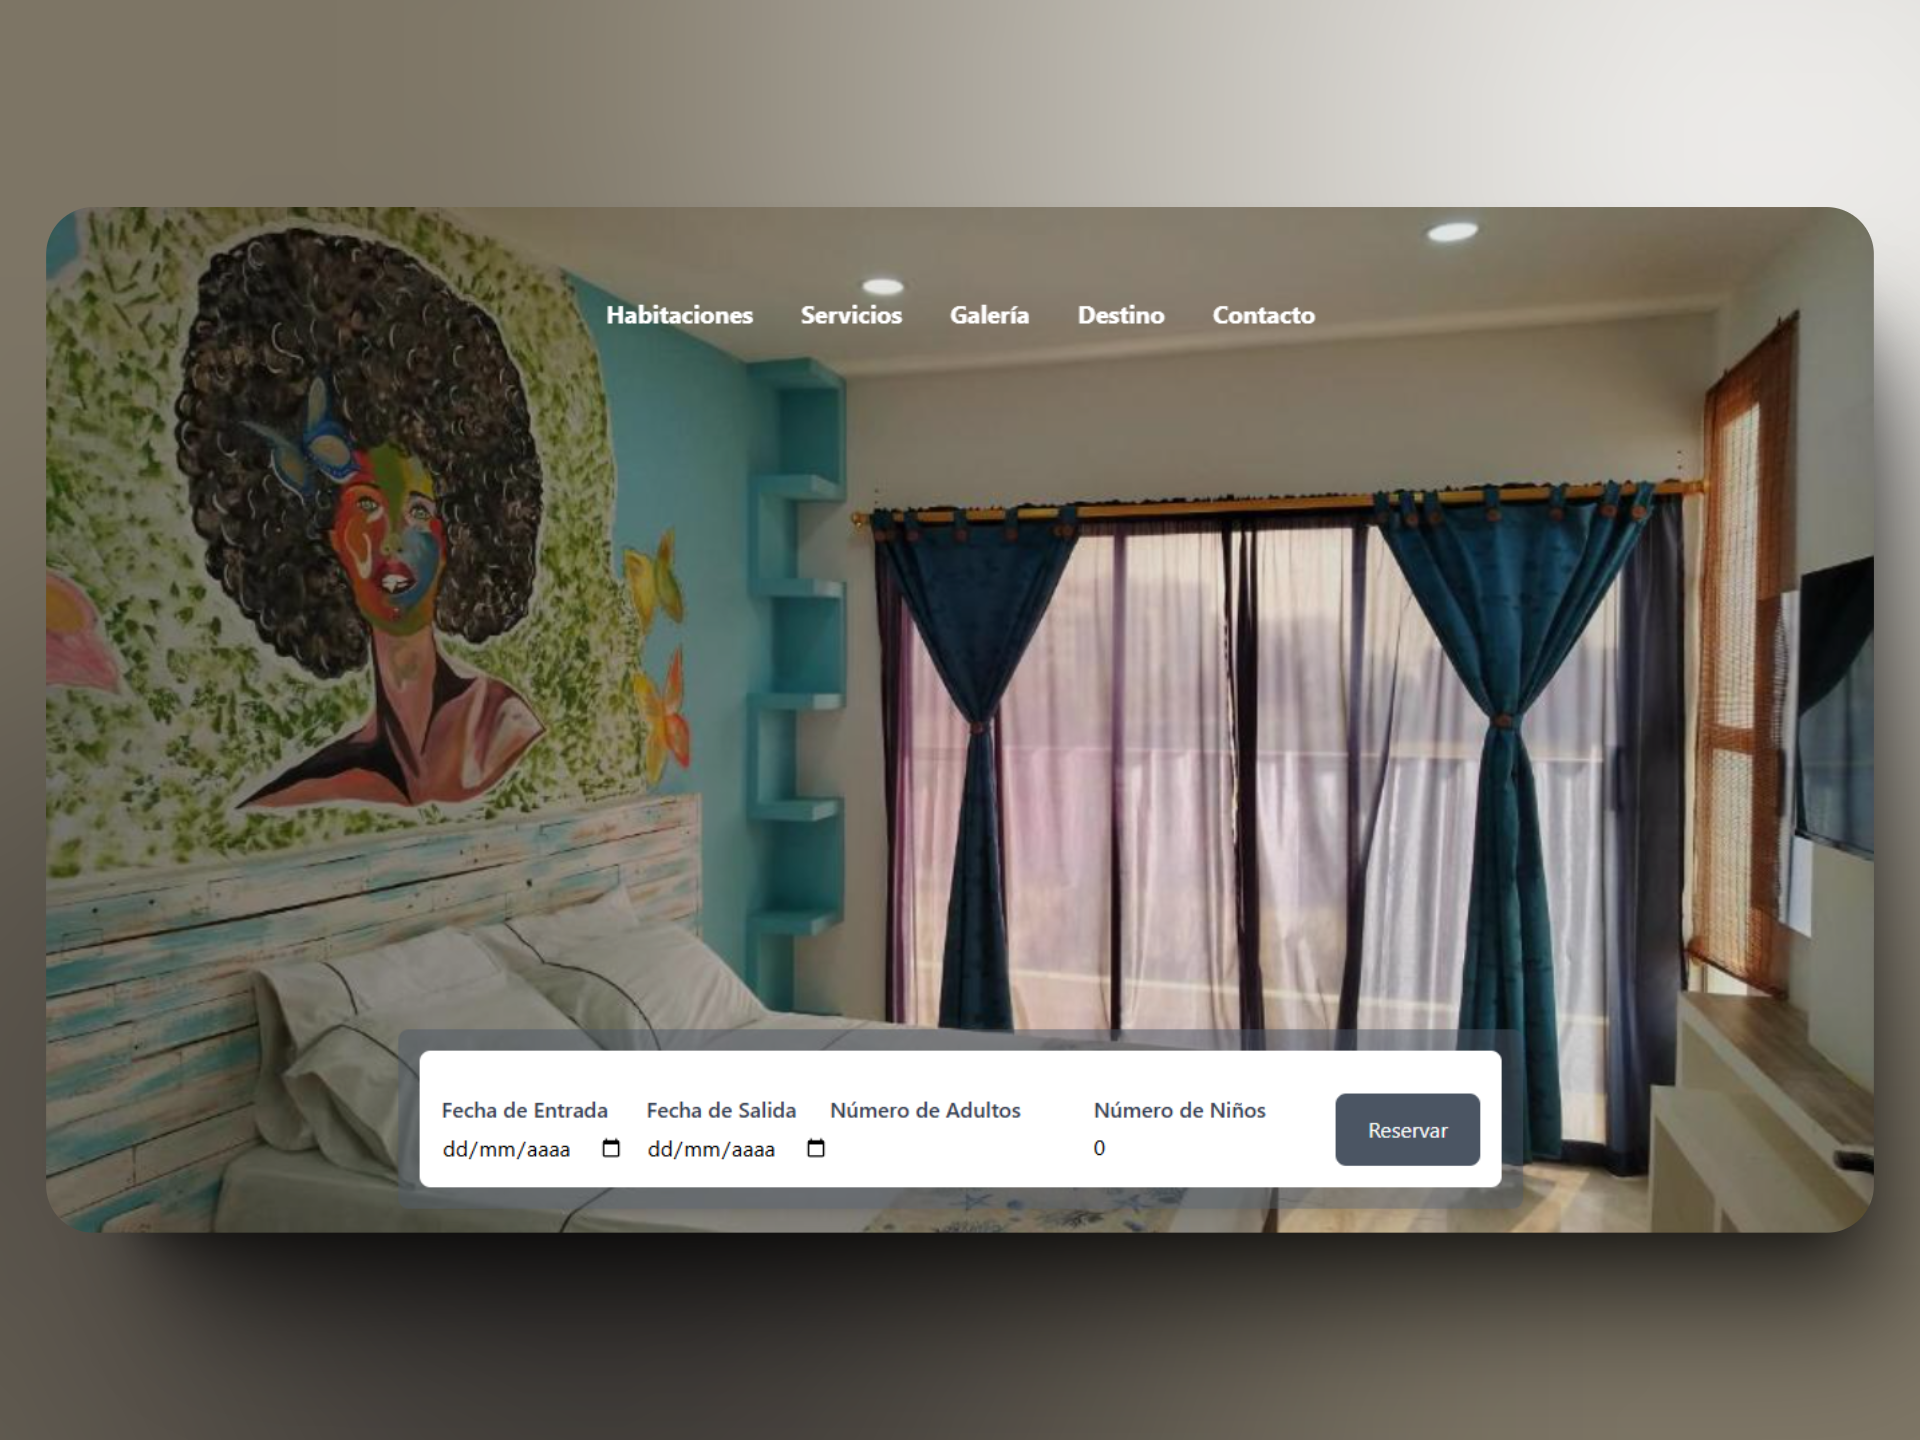 Habitaciones Servicios Galería Destino Contacto
Fecha de Entrada Fecha de Salida Número de Adultos Número de Niños
dd/mm/aaaa dd/mm/aaaa 0
Reservar